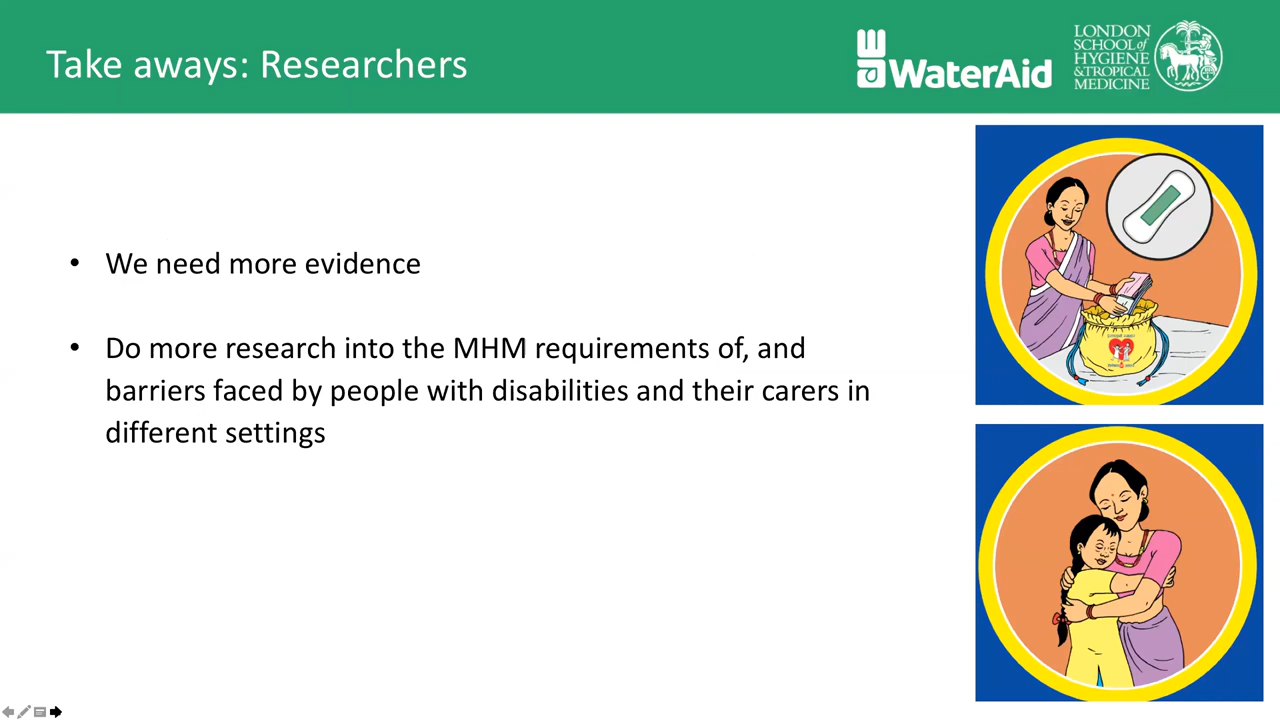 Take aways: Researchers
WaterAid
LONDON
SCHOOL of
HYGIENE
& TROPICAL
MEDICINE
• We need more evidence
• Do more research into the MHM requirements of, and
barriers faced by people with disabilities and their carers in
different settings